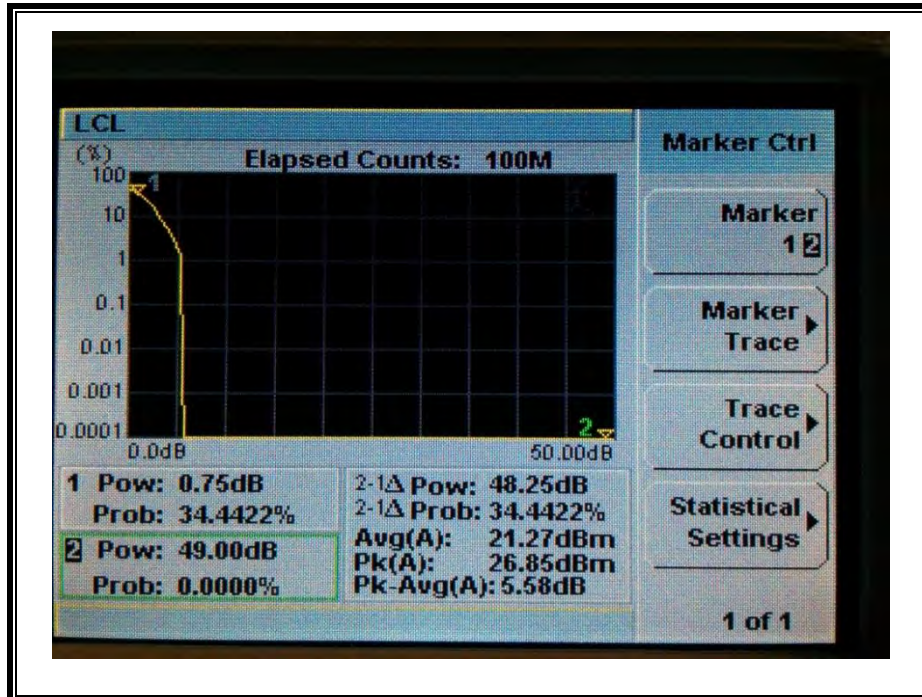 LCL
(%)
Elapsed Counts: 100M
100
1
10
1
0.1
0.01
0.001
0.0001
2
0.0dB
50.00dB
1 Pow: 0.75dB
Prob: 34.4422%
2 Pow: 49.00dB
Prob: 0.0000%
2-1Δ Pow: 48.25dB
2-1Δ Prob: 34.4422%
Avg(A): 21.27dBm
Pk(A): 26.85dBm
Pk-Avg(A): 5.58dB
Marker Ctrl
Marker
1 2
Marker
Trace
Trace
Control
Statistical
Settings
1 of 1